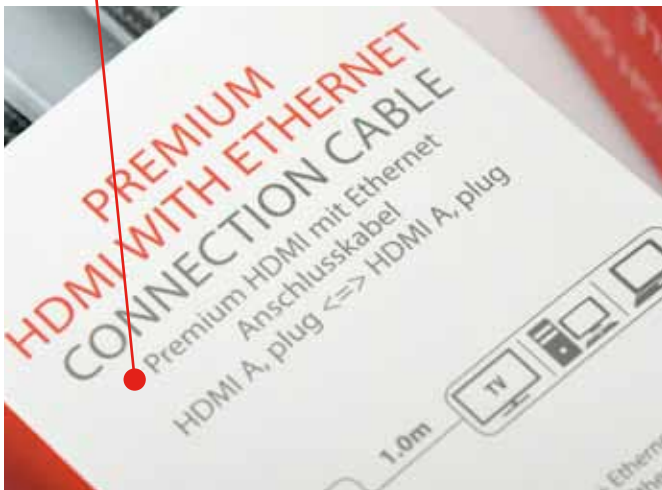 PREMIUM
HDMI WITH ETHERNET
CONNECTION CABLE
Premium HDMI mit Ethernet
Anschlusskabel
HDMI A, plug <=> HDMI A, plug
TV
1.0m